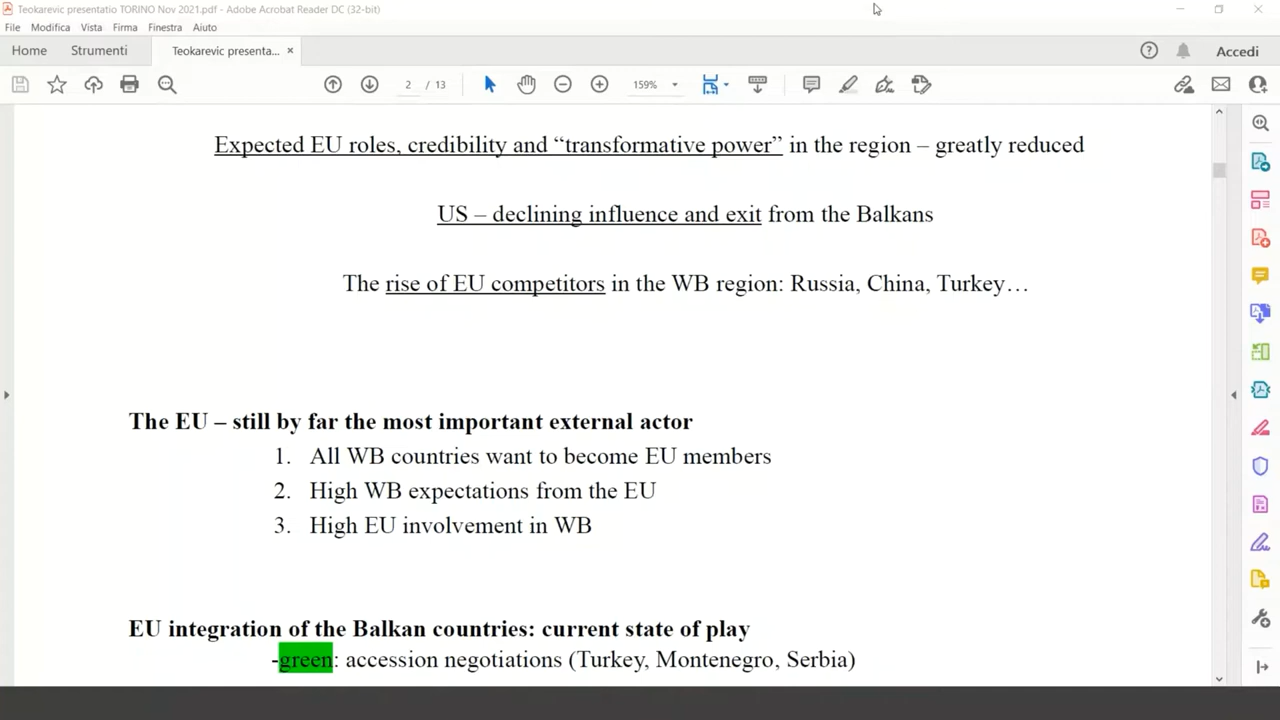 Teokarevic presentatio TORINO Nov 2021.pdf - Adobe Acrobat Reader DC (32-bit)
File Modifica Vista Firma Finestra Aiuto
Home Strumenti Teokarevic presenta... × Accedi
2 / 13 159%
Expected EU roles, credibility and “transformative power” in the region – greatly reduced
US – declining influence and exit from the Balkans
The rise of EU competitors in the WB region: Russia, China, Turkey…
The EU – still by far the most important external actor
1. All WB countries want to become EU members
2. High WB expectations from the EU
3. High EU involvement in WB
EU integration of the Balkan countries: current state of play
-green: accession negotiations (Turkey, Montenegro, Serbia)